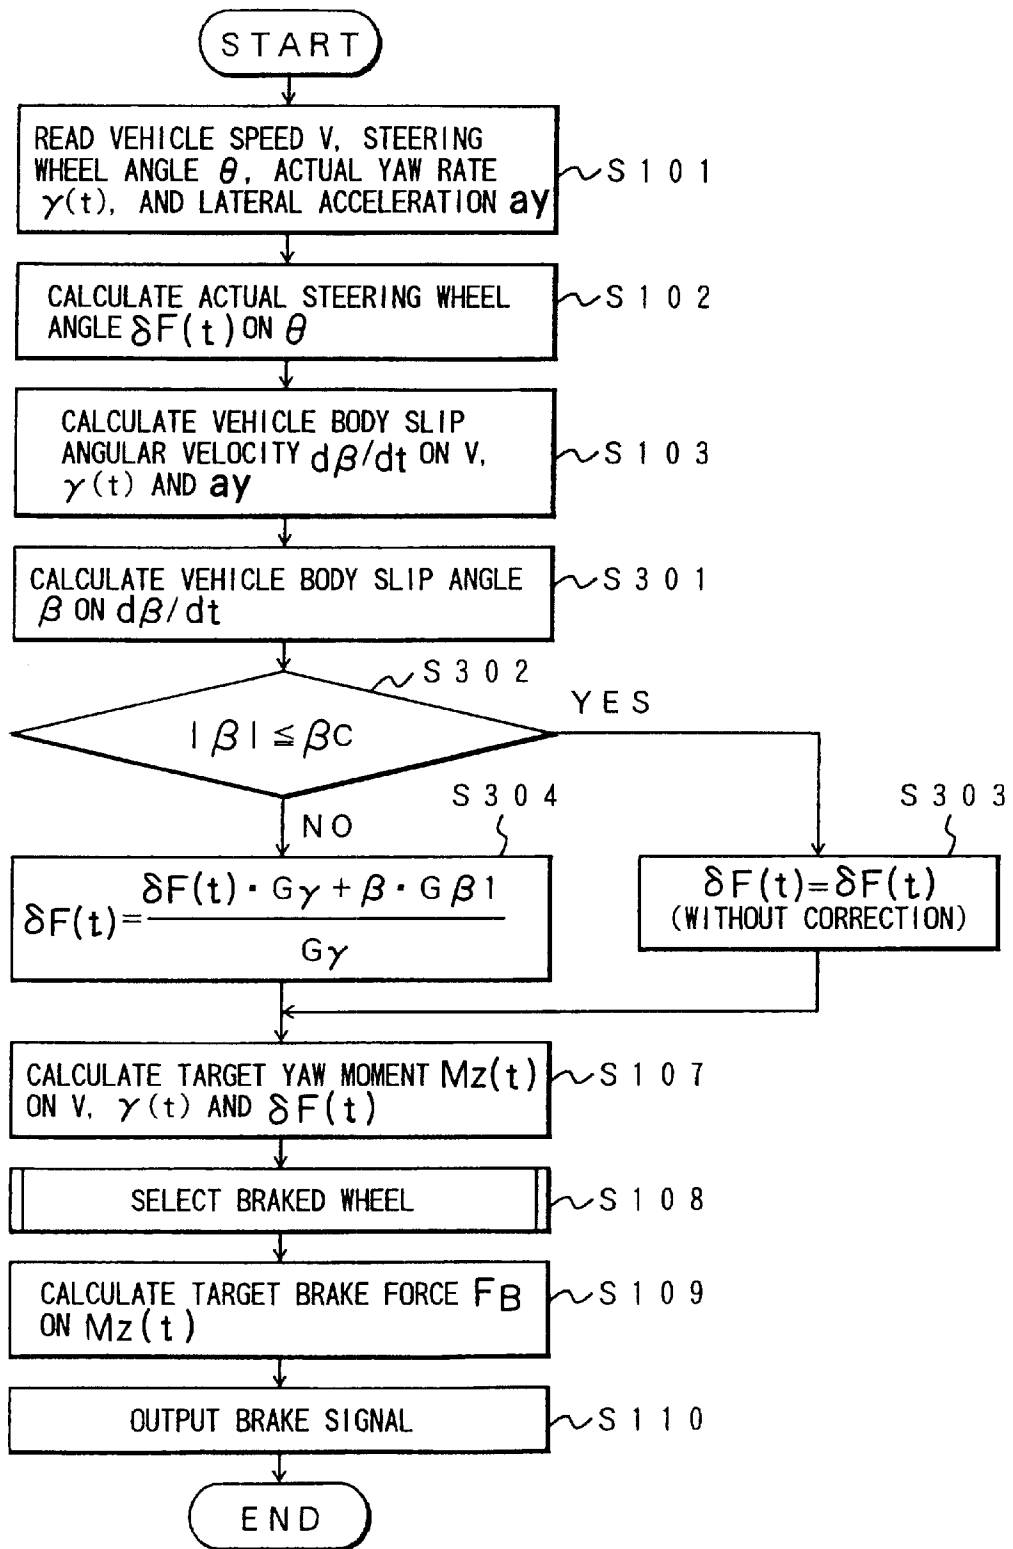 START
READ VEHICLE SPEED V, STEERING
WHEEL ANGLE θ, ACTUAL YAW RATE
γ(t), AND LATERAL ACCELERATION ay
S101
CALCULATE ACTUAL STEERING WHEEL
ANGLE δF(t) ON θ
S102
CALCULATE VEHICLE BODY SLIP
ANGULAR VELOCITY dβ/dt ON V,
γ(t) AND ay
S103
CALCULATE VEHICLE BODY SLIP ANGLE
β ON dβ/dt
S301
S302
|β| ≦ βC
YES
NO
S304
δF(t)·Gγ+β·Gβ1
δF(t)=
Gγ
S303
δF(t)=δF(t)
(WITHOUT CORRECTION)
CALCULATE TARGET YAW MOMENT Mz(t)
ON V, γ(t) AND δF(t)
S107
SELECT BRAKED WHEEL
S108
CALCULATE TARGET BRAKE FORCE FB
ON Mz(t)
S109
OUTPUT BRAKE SIGNAL
S110
END